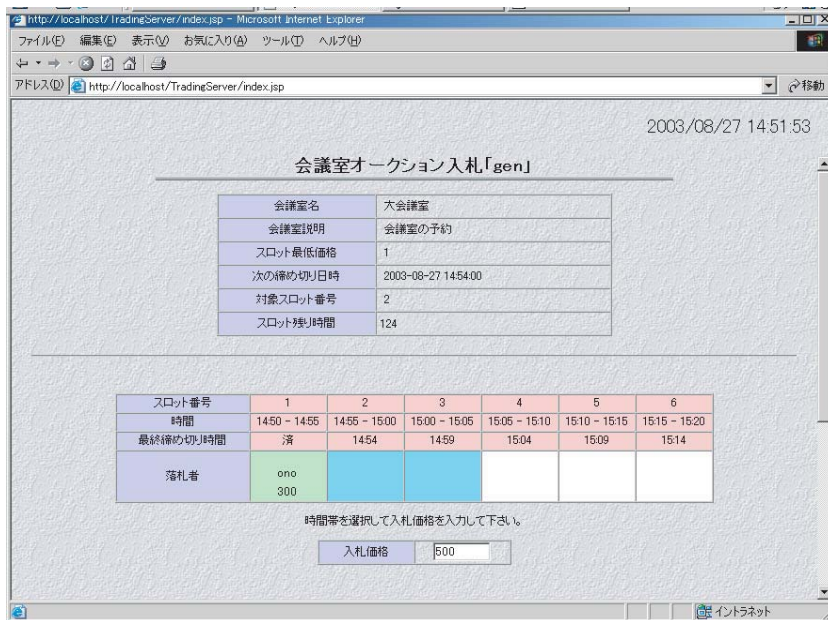 http://localhost/TradingServer/index.jsp - Microsoft Internet Explorer
ファイル(F) 編集(E) 表示(V) お気に入り(A) ツール(T) ヘルプ(H)
アドレス(D) http://localhost/TradingServer/index.jsp 移動
2003/08/27 14:51:53
会議室オークション入札「gen」
会議室名 大会議室
会議室説明 会議室の予約
スロット最低価格 1
次の締め切り日時 2003-08-27 14:54:00
対象スロット番号 2
スロット残り時間 124
スロット番号 1 2 3 4 5 6
時間 14:50 - 14:55 14:55 - 15:00 15:00 - 15:05 15:05 - 15:10 15:10 - 15:15 15:15 - 15:20
最終締め切り時間 済 14:54 14:59 15:04 15:09 15:14
落札者 ono
300
時間帯を選択して入札価格を入力して下さい。
入札価格 500
イントラネット